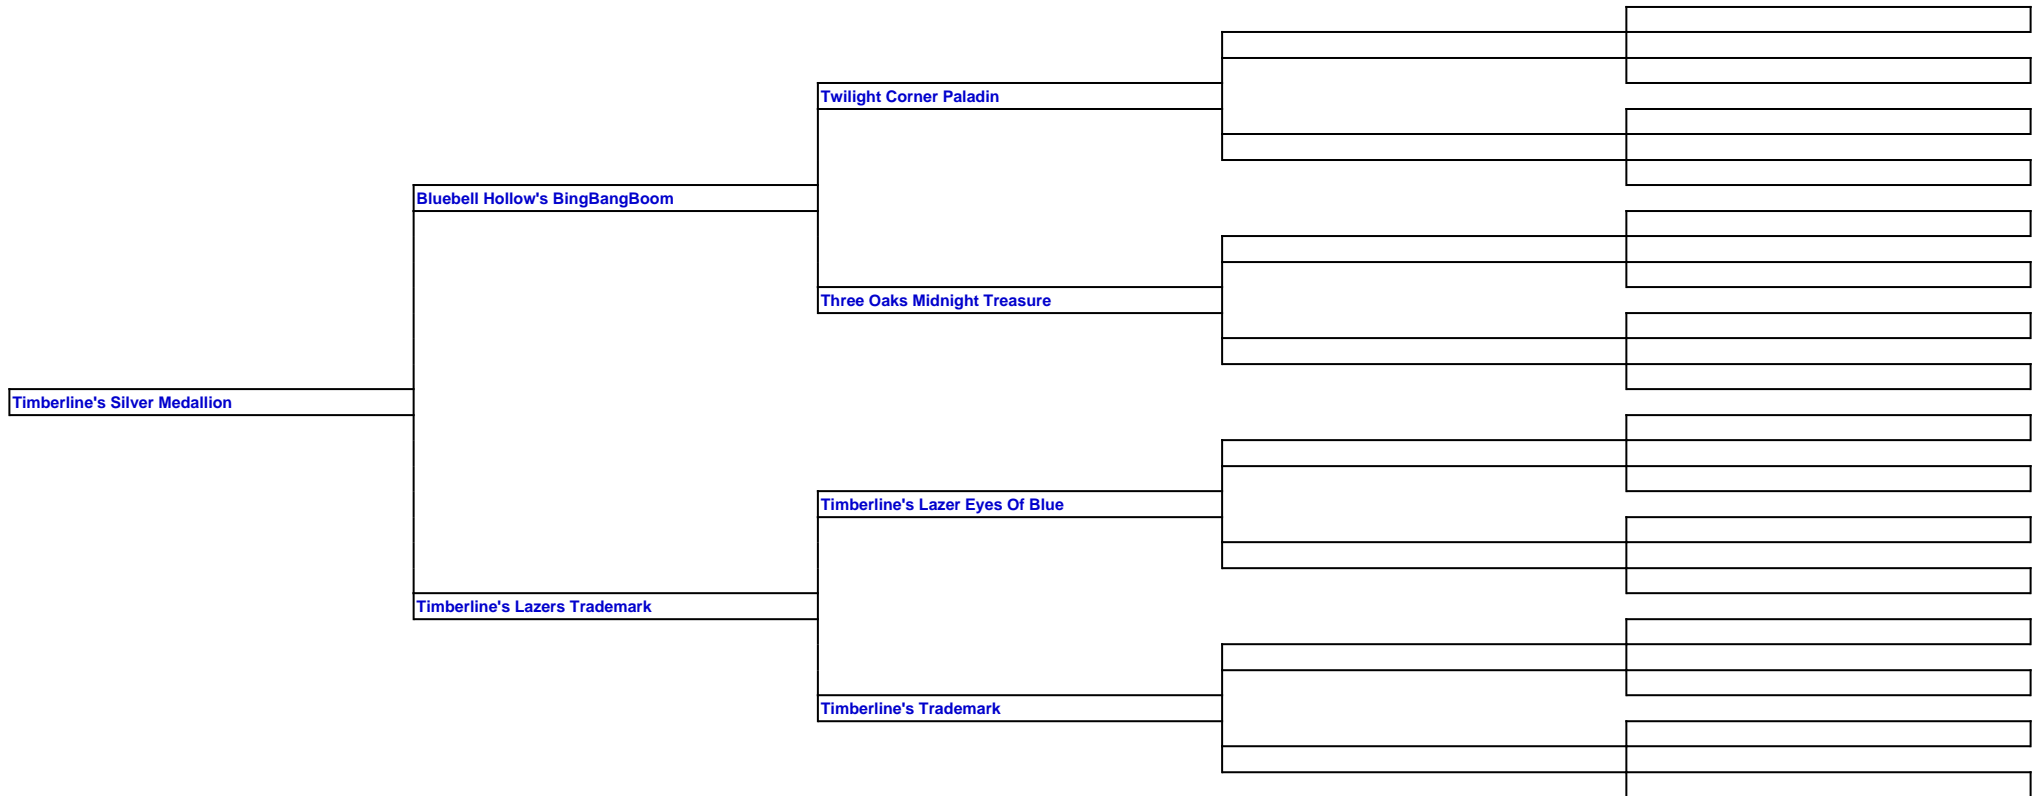 Twilight Corner Paladin
Bluebell Hollow's BingBangBoom
Three Oaks Midnight Treasure
Timberline's Silver Medallion
Timberline's Lazer Eyes Of Blue
Timberline's Lazers Trademark
Timberline's Trademark